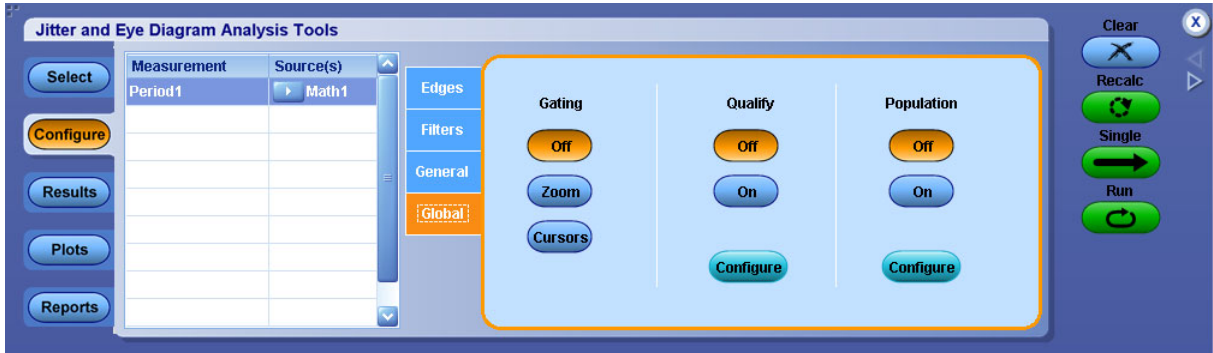 Jitter and Eye Diagram Analysis Tools
Select
Configure
Results
Plots
Reports
Measurement Source(s)
Period1 Math1
Edges
Filters
General
Global
Gating
Off
Zoom
Cursors
Qualify
Off
On
Configure
Population
Off
On
Configure
Clear
Recalc
Single
Run
X